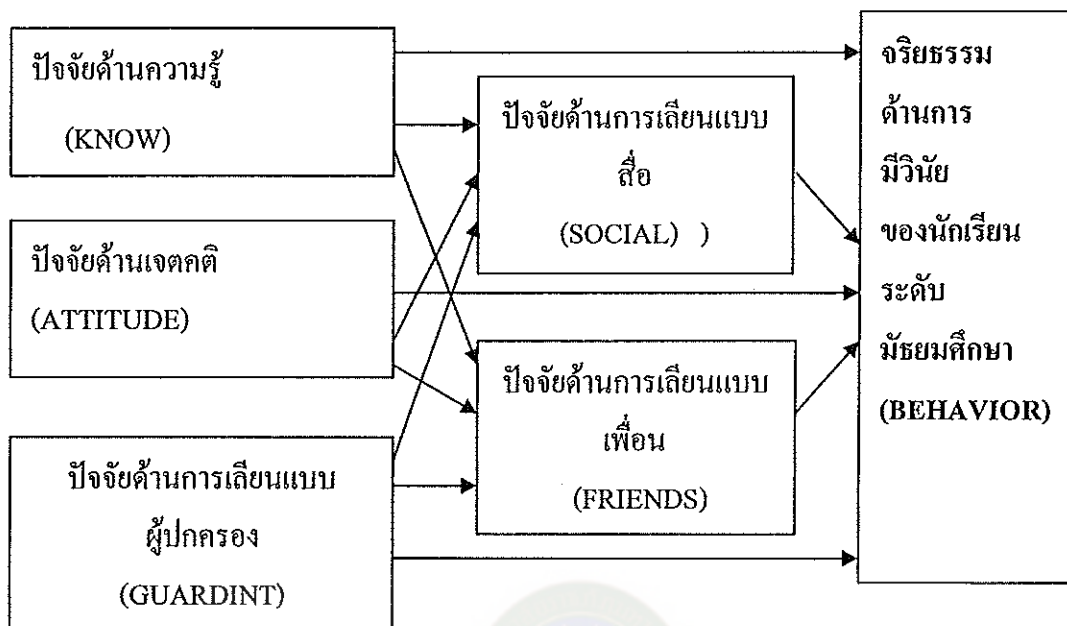 ปัจจัยด้านความรู้
(KNOW)
ปัจจัยด้านเจตคติ
(ATTITUDE)
ปัจจัยด้านการเลียนแบบ
ผู้ปกครอง
(GUARDINT)
ปัจจัยด้านการเลียนแบบ
สื่อ
(SOCIAL) )
ปัจจัยด้านการเลียนแบบ
เพื่อน
(FRIENDS)
จริยธรรม
ด้านการ
มีวินัย
ของนักเรียน
ระดับ
มัธยมศึกษา
(BEHAVIOR)